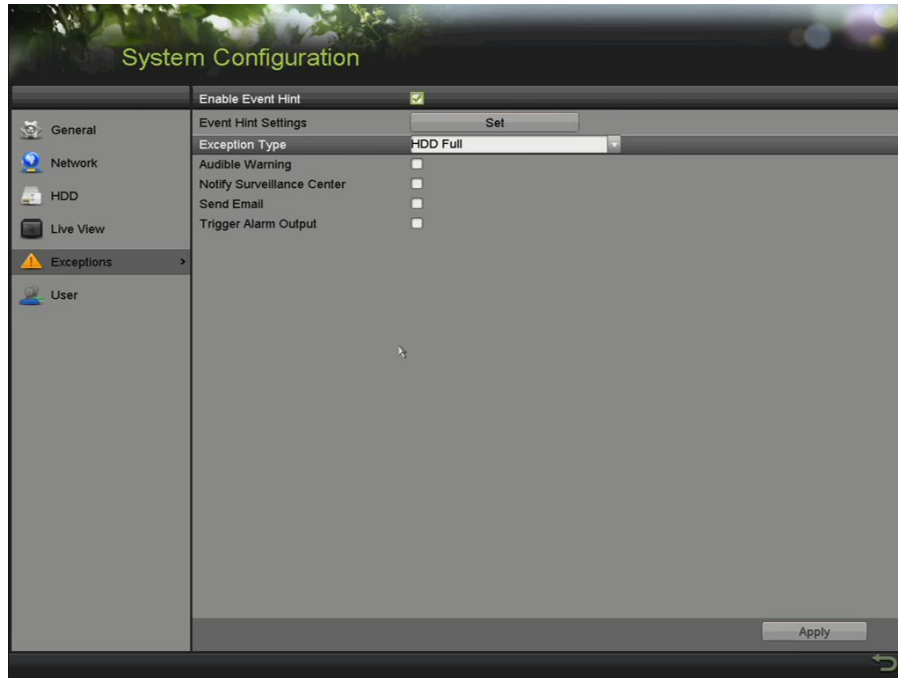 System Configuration
General
Network
HDD
Live View
Exceptions
User
Enable Event Hint
Event Hint Settings Set
Exception Type HDD Full
Audible Warning
Notify Surveillance Center
Send Email
Trigger Alarm Output
Apply